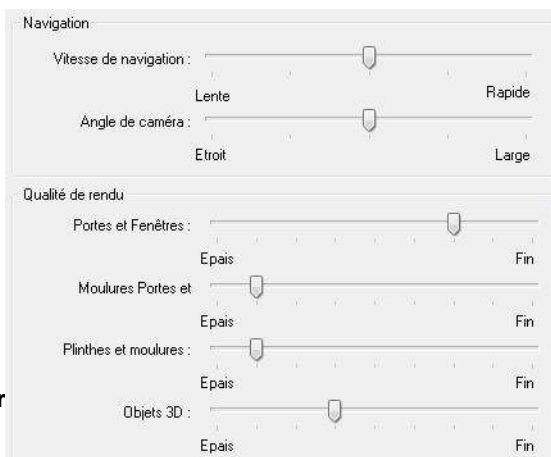 Navigation
Vitesse de navigation :
Lente Rapide
Angle de caméra :
Etroit Large
Qualité de rendu
Portes et Fenêtres :
Epais Fin
Moulures Portes et
Epais Fin
Plinthes et moulures :
Epais Fin
r
Objets 3D :
Epais Fin